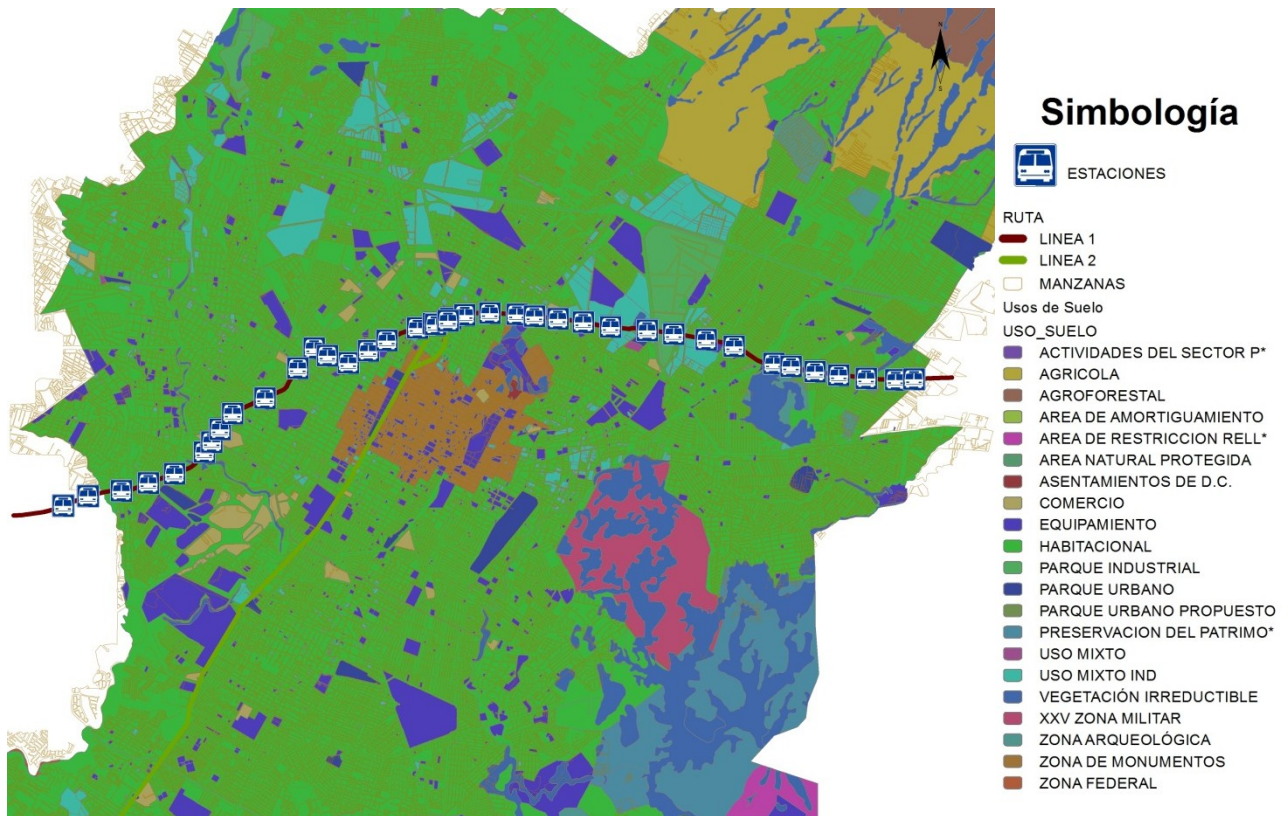 N
S
Simbología
ESTACIONES
RUTA
LINEA 1
LINEA 2
MANZANAS
Usos de Suelo
USO_SUELO
ACTIVIDADES DEL SECTOR P*
AGRICOLA
AGROFORESTAL
AREA DE AMORTIGUAMIENTO
AREA DE RESTRICCION RELL*
AREA NATURAL PROTEGIDA
ASENTAMIENTOS DE D.C.
COMERCIO
EQUIPAMIENTO
HABITACIONAL
PARQUE INDUSTRIAL
PARQUE URBANO
PARQUE URBANO PROPUESTO
PRESERVACION DEL PATRIMO*
USO MIXTO
USO MIXTO IND
VEGETACIÓN IRREDUCTIBLE
XXV ZONA MILITAR
ZONA ARQUEOLÓGICA
ZONA DE MONUMENTOS
ZONA FEDERAL